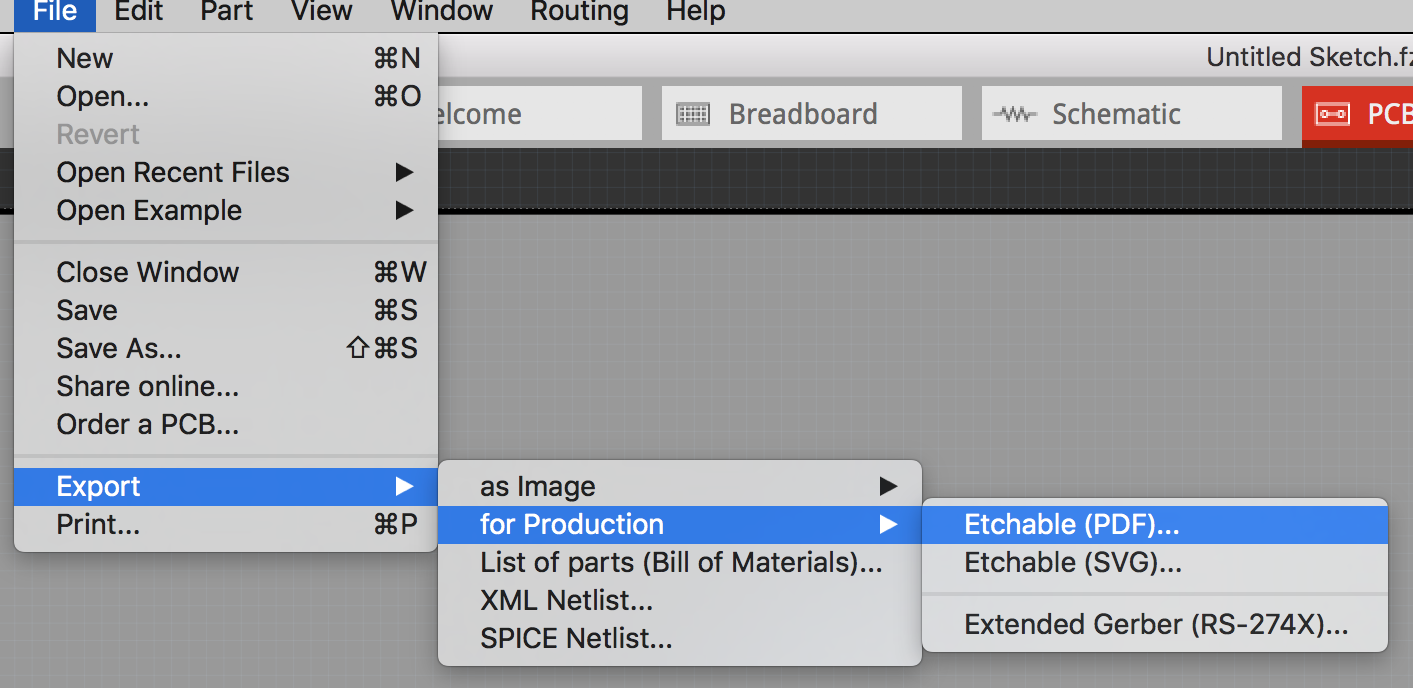 File Edit Part View Window Routing Help
Untitled Sketch.fz
elcome Breadboard Schematic PCB
New ⌘N
Open... ⌘O
Revert
Open Recent Files ▶
Open Example ▶
Close Window ⌘W
Save ⌘S
Save As... ⇧⌘S
Share online...
Order a PCB...
Export ▶
Print... ⌘P
as Image ▶
for Production ▶
List of parts (Bill of Materials)...
XML Netlist...
SPICE Netlist...
Etchable (PDF)...
Etchable (SVG)...
Extended Gerber (RS-274X)...